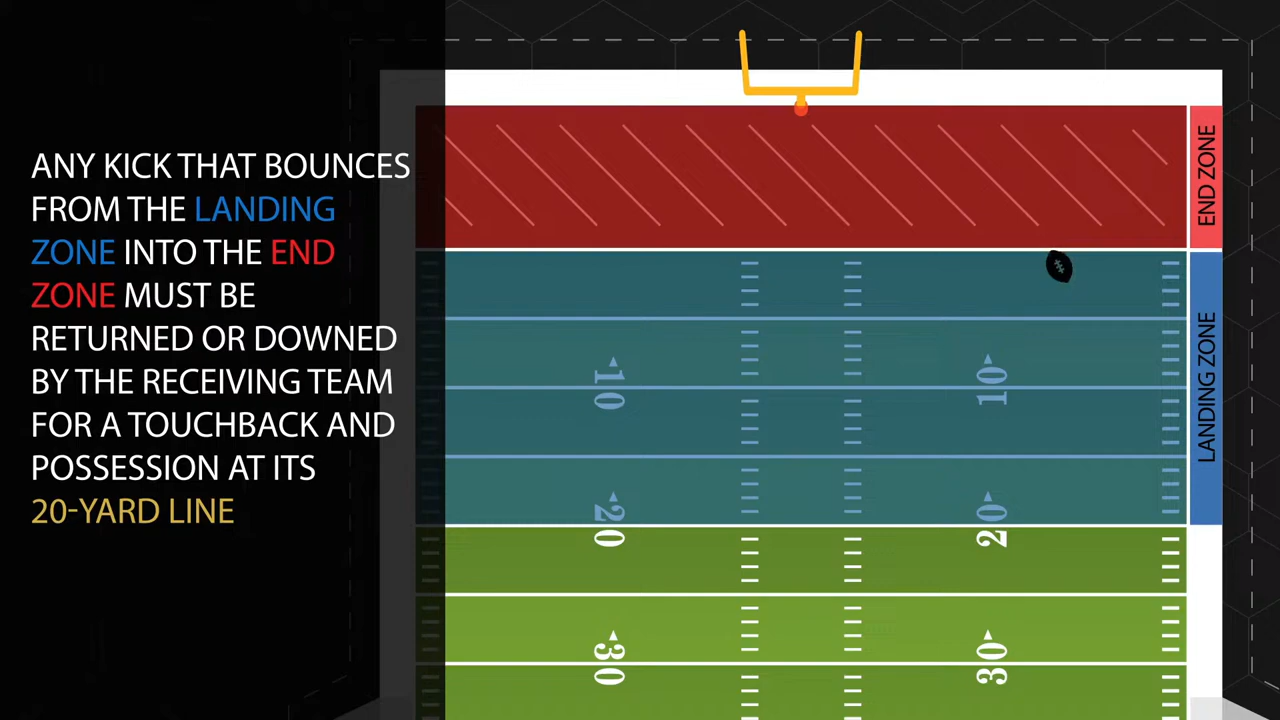 ANY KICK THAT BOUNCES
FROM THE LANDING
ZONE INTO THE END
ZONE MUST BE
RETURNED OR DOWNED
BY THE RECEIVING TEAM
FOR A TOUCHBACK AND
POSSESSION AT ITS
20-YARD LINE
END ZONE
LANDING ZONE
10 10
20 20
30 30